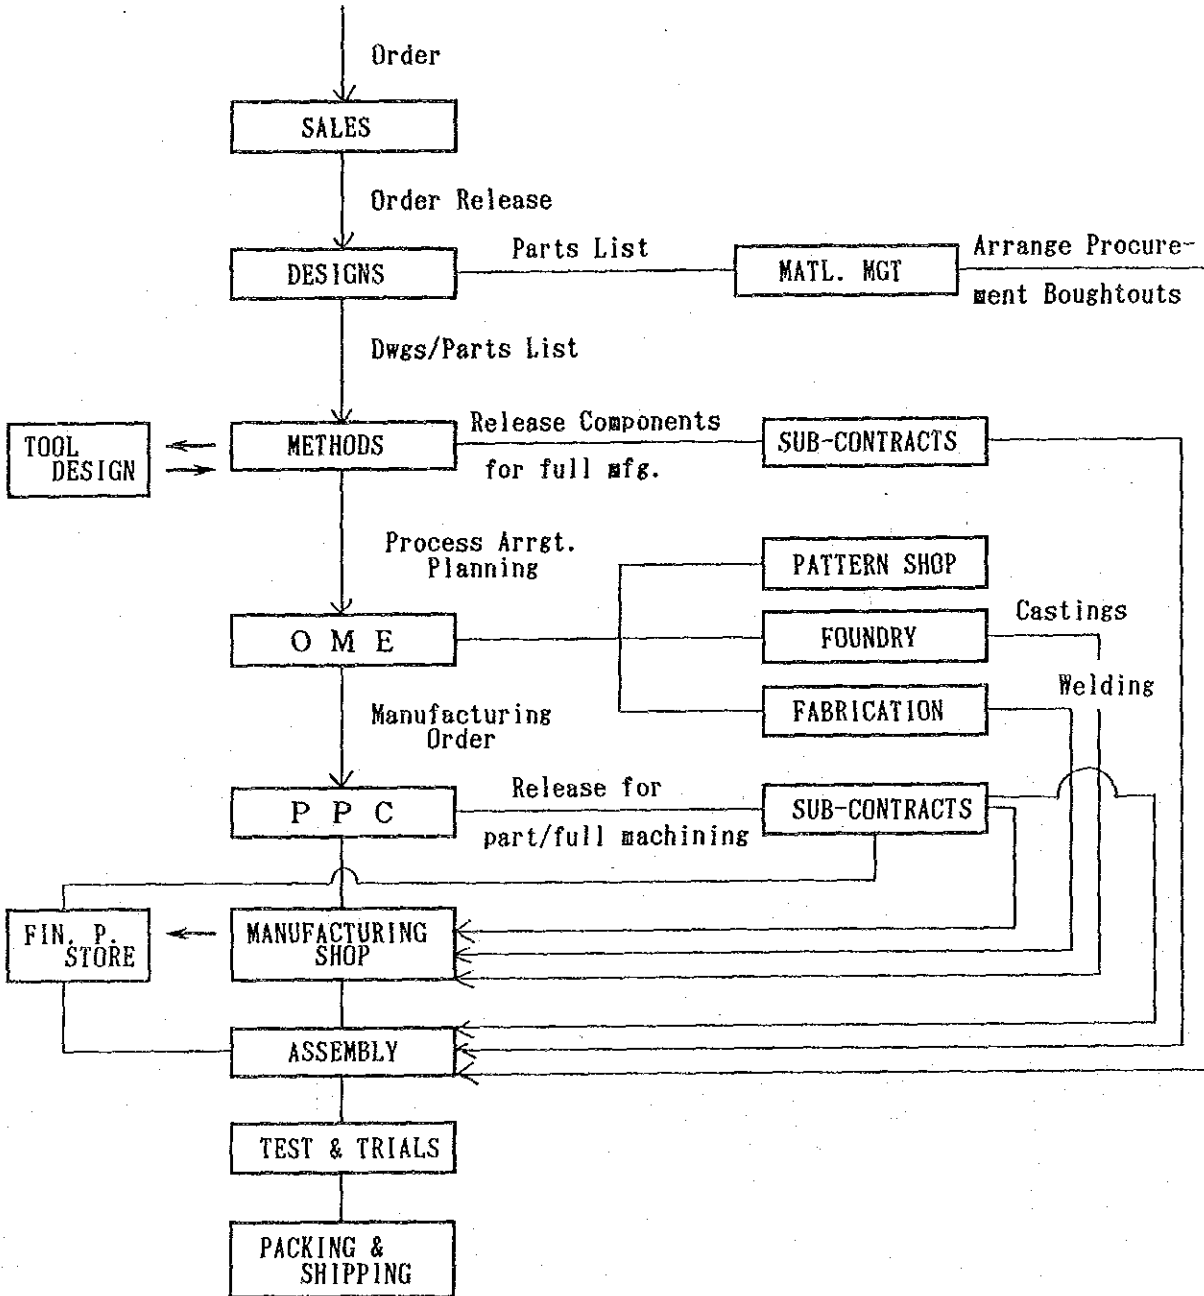 Order
SALES
Order Release
DESIGNS
Parts List
MATL. MGT
Arrange Procure-
ment Boughtouts
Dwgs/Parts List
TOOL
DESIGN
METHODS
Release Components
for full mfg.
SUB-CONTRACTS
Process Arrgt.
Planning
PATTERN SHOP
O M E
FOUNDRY
Castings
Welding
FABRICATION
Manufacturing
Order
P P C
Release for
part/full machining
SUB-CONTRACTS
FIN. P.
STORE
MANUFACTURING
SHOP
ASSEMBLY
TEST & TRIALS
PACKING &
SHIPPING